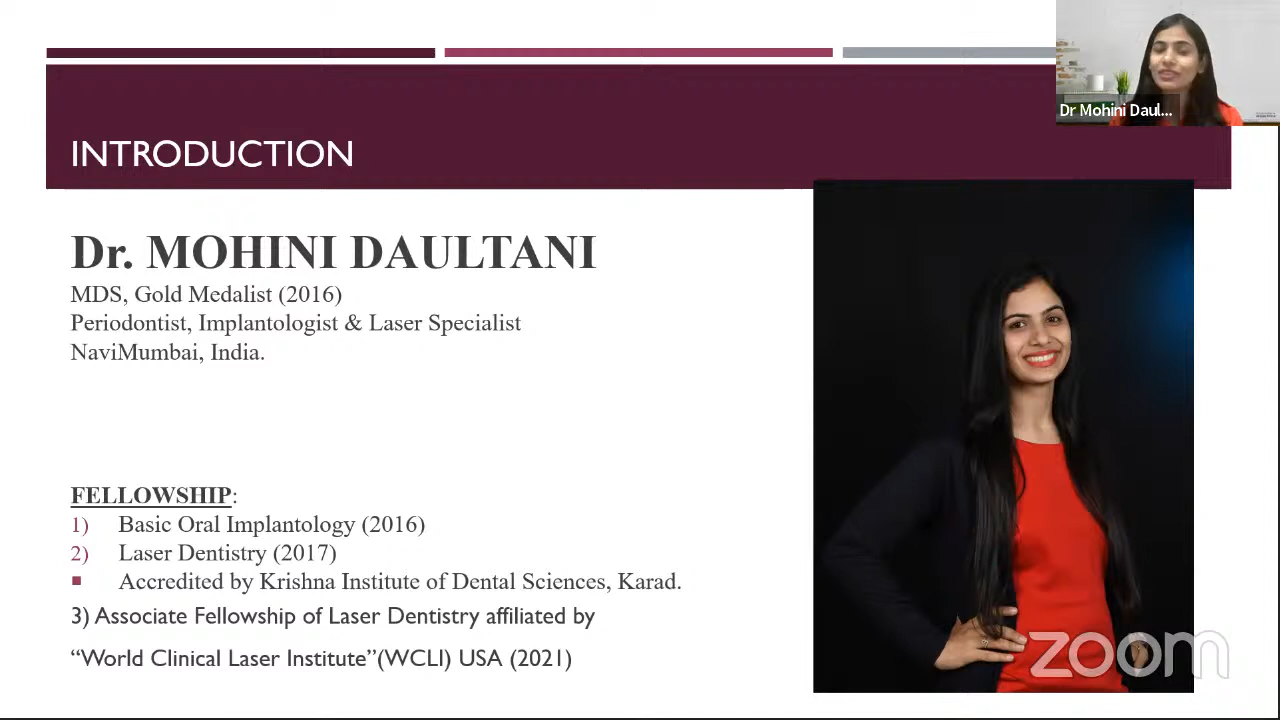 Dr Mohini Daul...
INTRODUCTION
Dr. MOHINI DAULTANI
MDS, Gold Medalist (2016)
Periodontist, Implantologist & Laser Specialist
NaviMumbai, India.
FELLOWSHIP:
1) Basic Oral Implantology (2016)
2) Laser Dentistry (2017)
■ Accredited by Krishna Institute of Dental Sciences, Karad.
3) Associate Fellowship of Laser Dentistry affiliated by
“World Clinical Laser Institute”(WCLI) USA (2021)
zoom